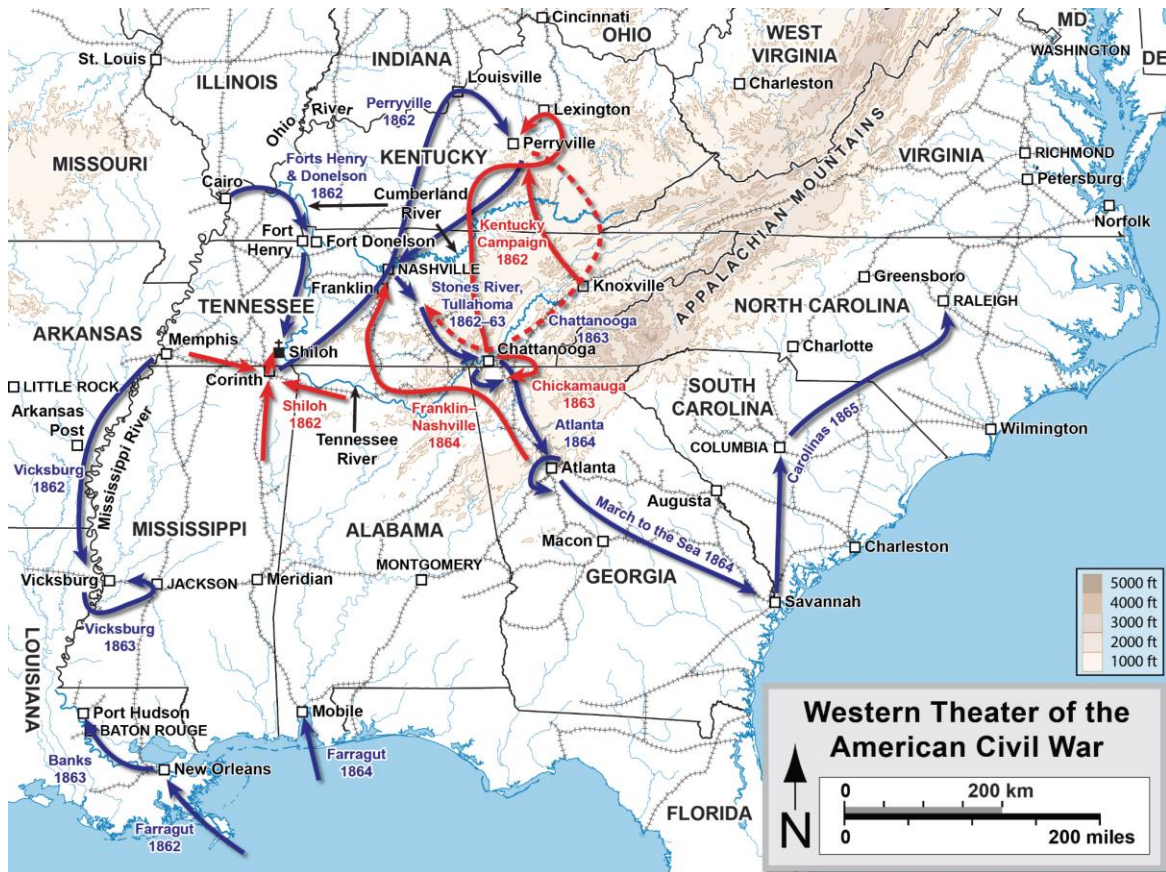 Cincinnati
OHIO
WEST
VIRGINIA
MD
WASHINGTON
DE
St. Louis
ILLINOIS
INDIANA
Louisville
Charleston
Ohio River
Perryville
1862
Lexington
Perryville
MISSOURI
KENTUCKY
VIRGINIA
RICHMOND
Petersburg
Norfolk
APPALACHIAN MOUNTAINS
Forts Henry
& Donelson
1862
Cairo
Cumberland
River
Fort
Henry
Fort Donelson
Kentucky
Campaign
1862
NASHVILLE
Franklin
Stones River,
Tullahoma
1862–63
Knoxville
Greensboro
RALEIGH
NORTH CAROLINA
TENNESSEE
Chattanooga
1863
ARKANSAS
Memphis
Shiloh
Chattanooga
Charlotte
LITTLE ROCK
Corinth
Chickamauga
1863
SOUTH
CAROLINA
Arkansas
Post
Shiloh
1862
Tennessee
River
Franklin–
Nashville
1864
Atlanta
1864
Wilmington
COLUMBIA
Carolinas 1865
Vicksburg
1862
Mississippi River
Atlanta
Augusta
March to the Sea 1864
MISSISSIPPI
ALABAMA
Macon
Charleston
Vicksburg
JACKSON
Meridian
MONTGOMERY
GEORGIA
Savannah
Vicksburg
1863
LOUISIANA
5000 ft
4000 ft
3000 ft
2000 ft
1000 ft
Port Hudson
BATON ROUGE
Mobile
Banks
1863
New Orleans
Farragut
1864
Farragut
1862
FLORIDA
Western Theater of the
American Civil War
N
0 200 km
0 200 miles